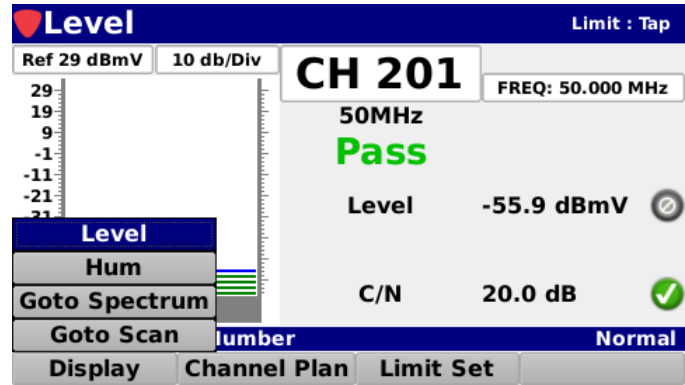 Level
Limit : Tap
Ref 29 dBmV
10 db/Div
CH 201
FREQ: 50.000 MHz
29
19
9
-1
-11
-21
-31
50MHz
Pass
Level -55.9 dBmV
C/N 20.0 dB
Level
Hum
Goto Spectrum
Goto Scan
Normal
Display
Channel Plan
Limit Set